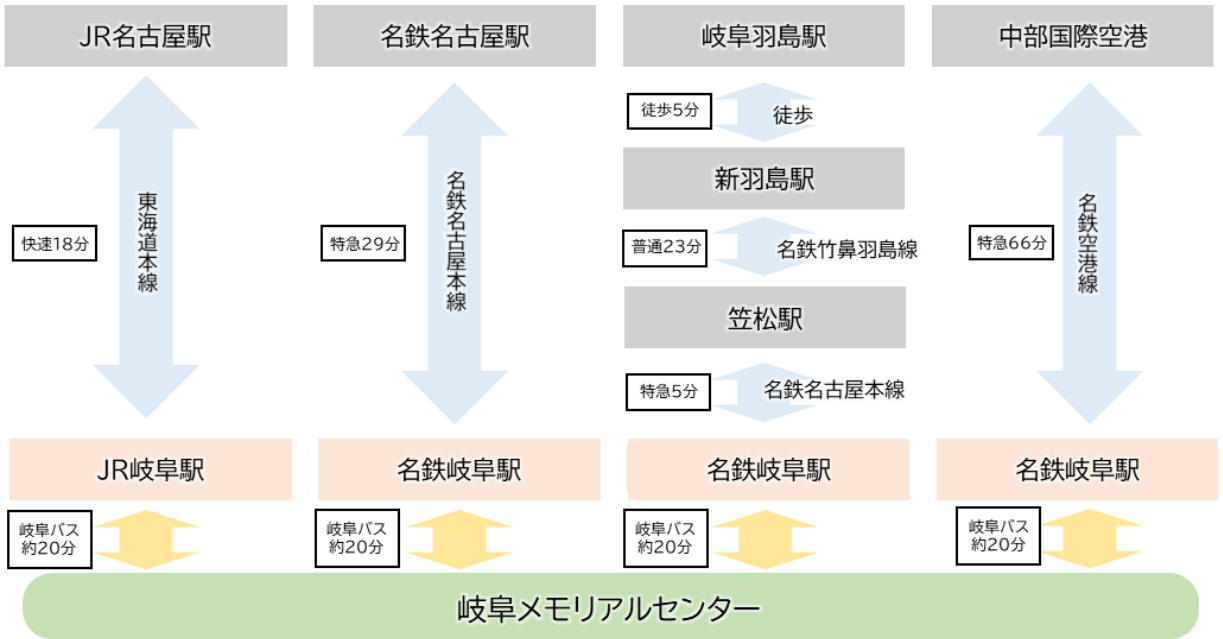 JR名古屋駅
快速18分
東海道本線
JR岐阜駅
岐阜バス
約20分
名鉄名古屋駅
特急29分
名鉄名古屋本線
名鉄岐阜駅
岐阜バス
約20分
岐阜羽島駅
徒歩5分
徒歩
新羽島駅
普通23分
名鉄竹鼻羽島線
笠松駅
特急5分
名鉄名古屋本線
名鉄岐阜駅
岐阜バス
約20分
中部国際空港
特急66分
名鉄空港線
名鉄岐阜駅
岐阜バス
約20分
岐阜メモリアルセンター